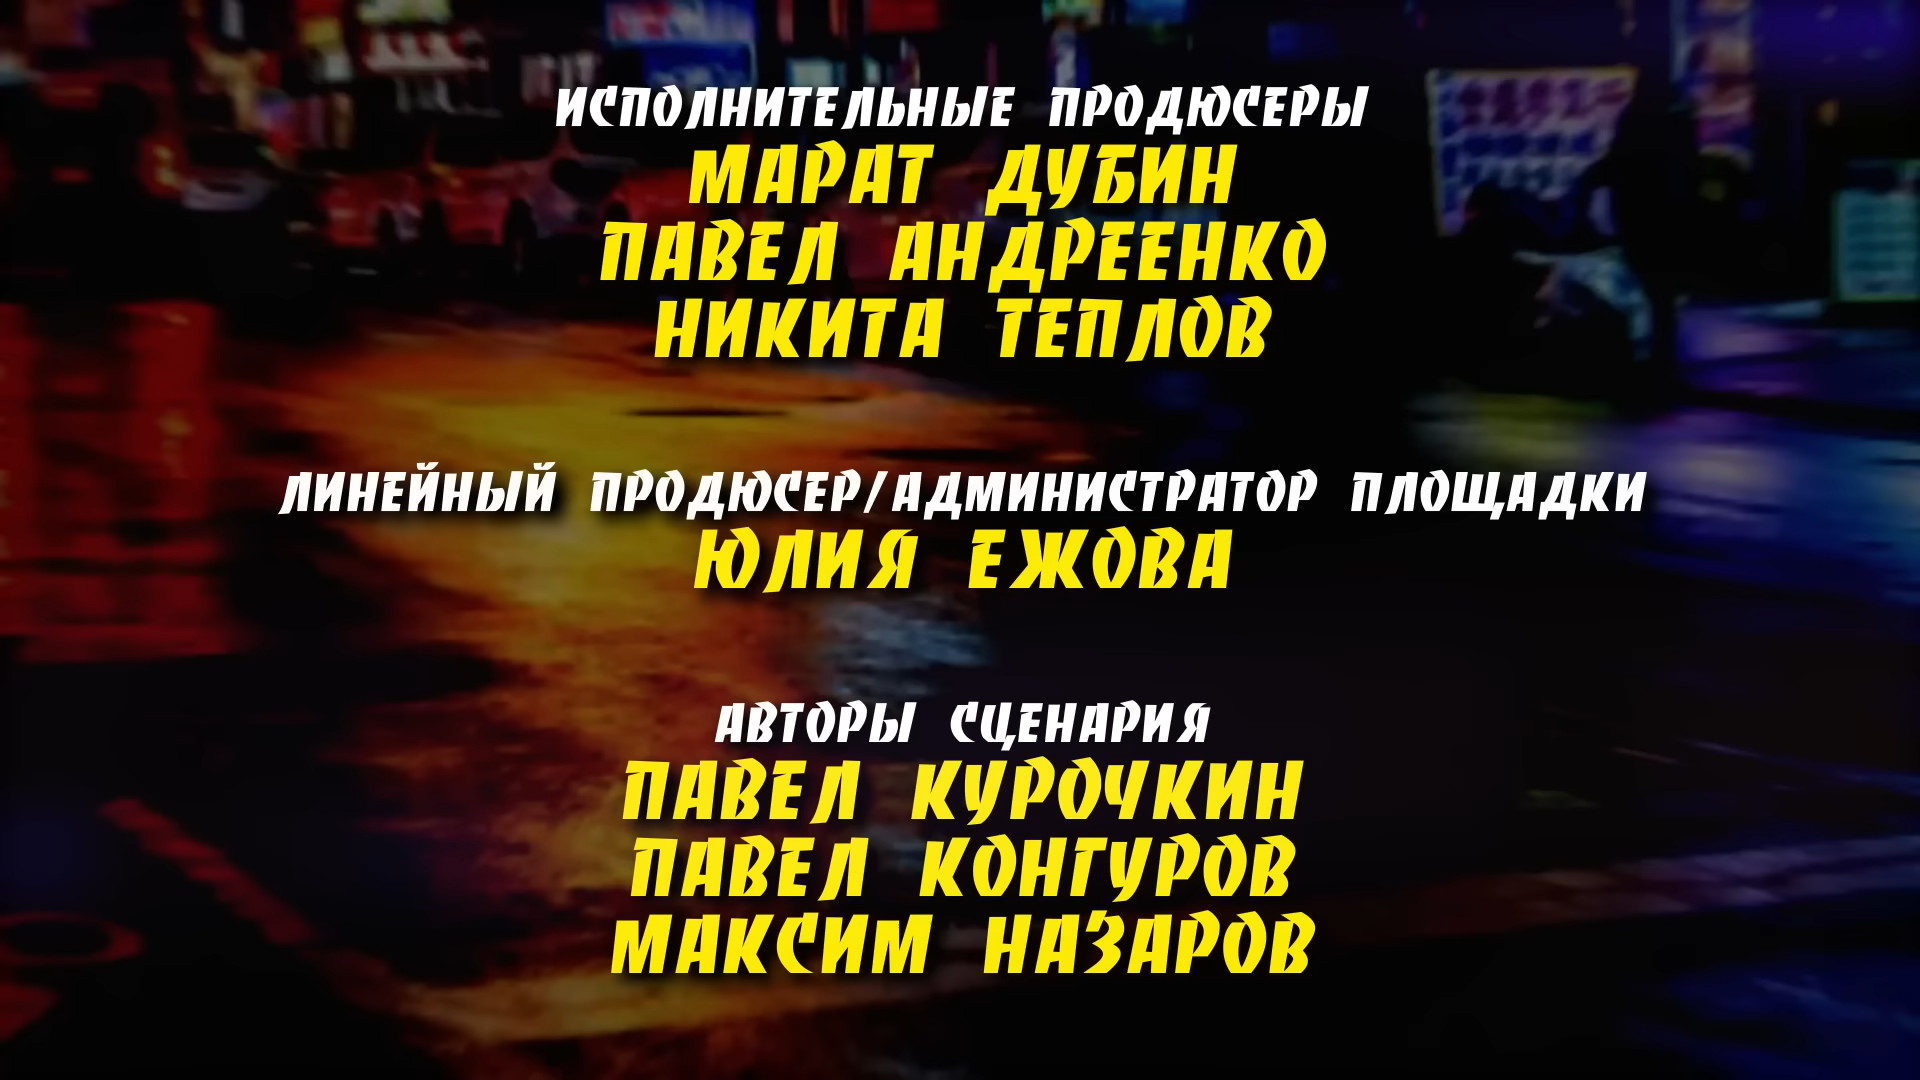 ИСПОЛНИТЕЛЬНЫЕ ПРОДЮСЕРЫ
МАРАТ ДУБИН
ПАВЕЛ АНДРЕЕНКО
НИКИТА ТЕПЛОВ
ЛИНЕЙНЫЙ ПРОДЮСЕР/АДМИНИСТРАТОР ПЛОЩАДКИ
ЮЛИЯ ЕЖОВА
АВТОРЫ СЦЕНАРИЯ
ПАВЕЛ КУРОЧКИН
ПАВЕЛ КОНГУРОВ
МАКСИМ НАЗАРОВ